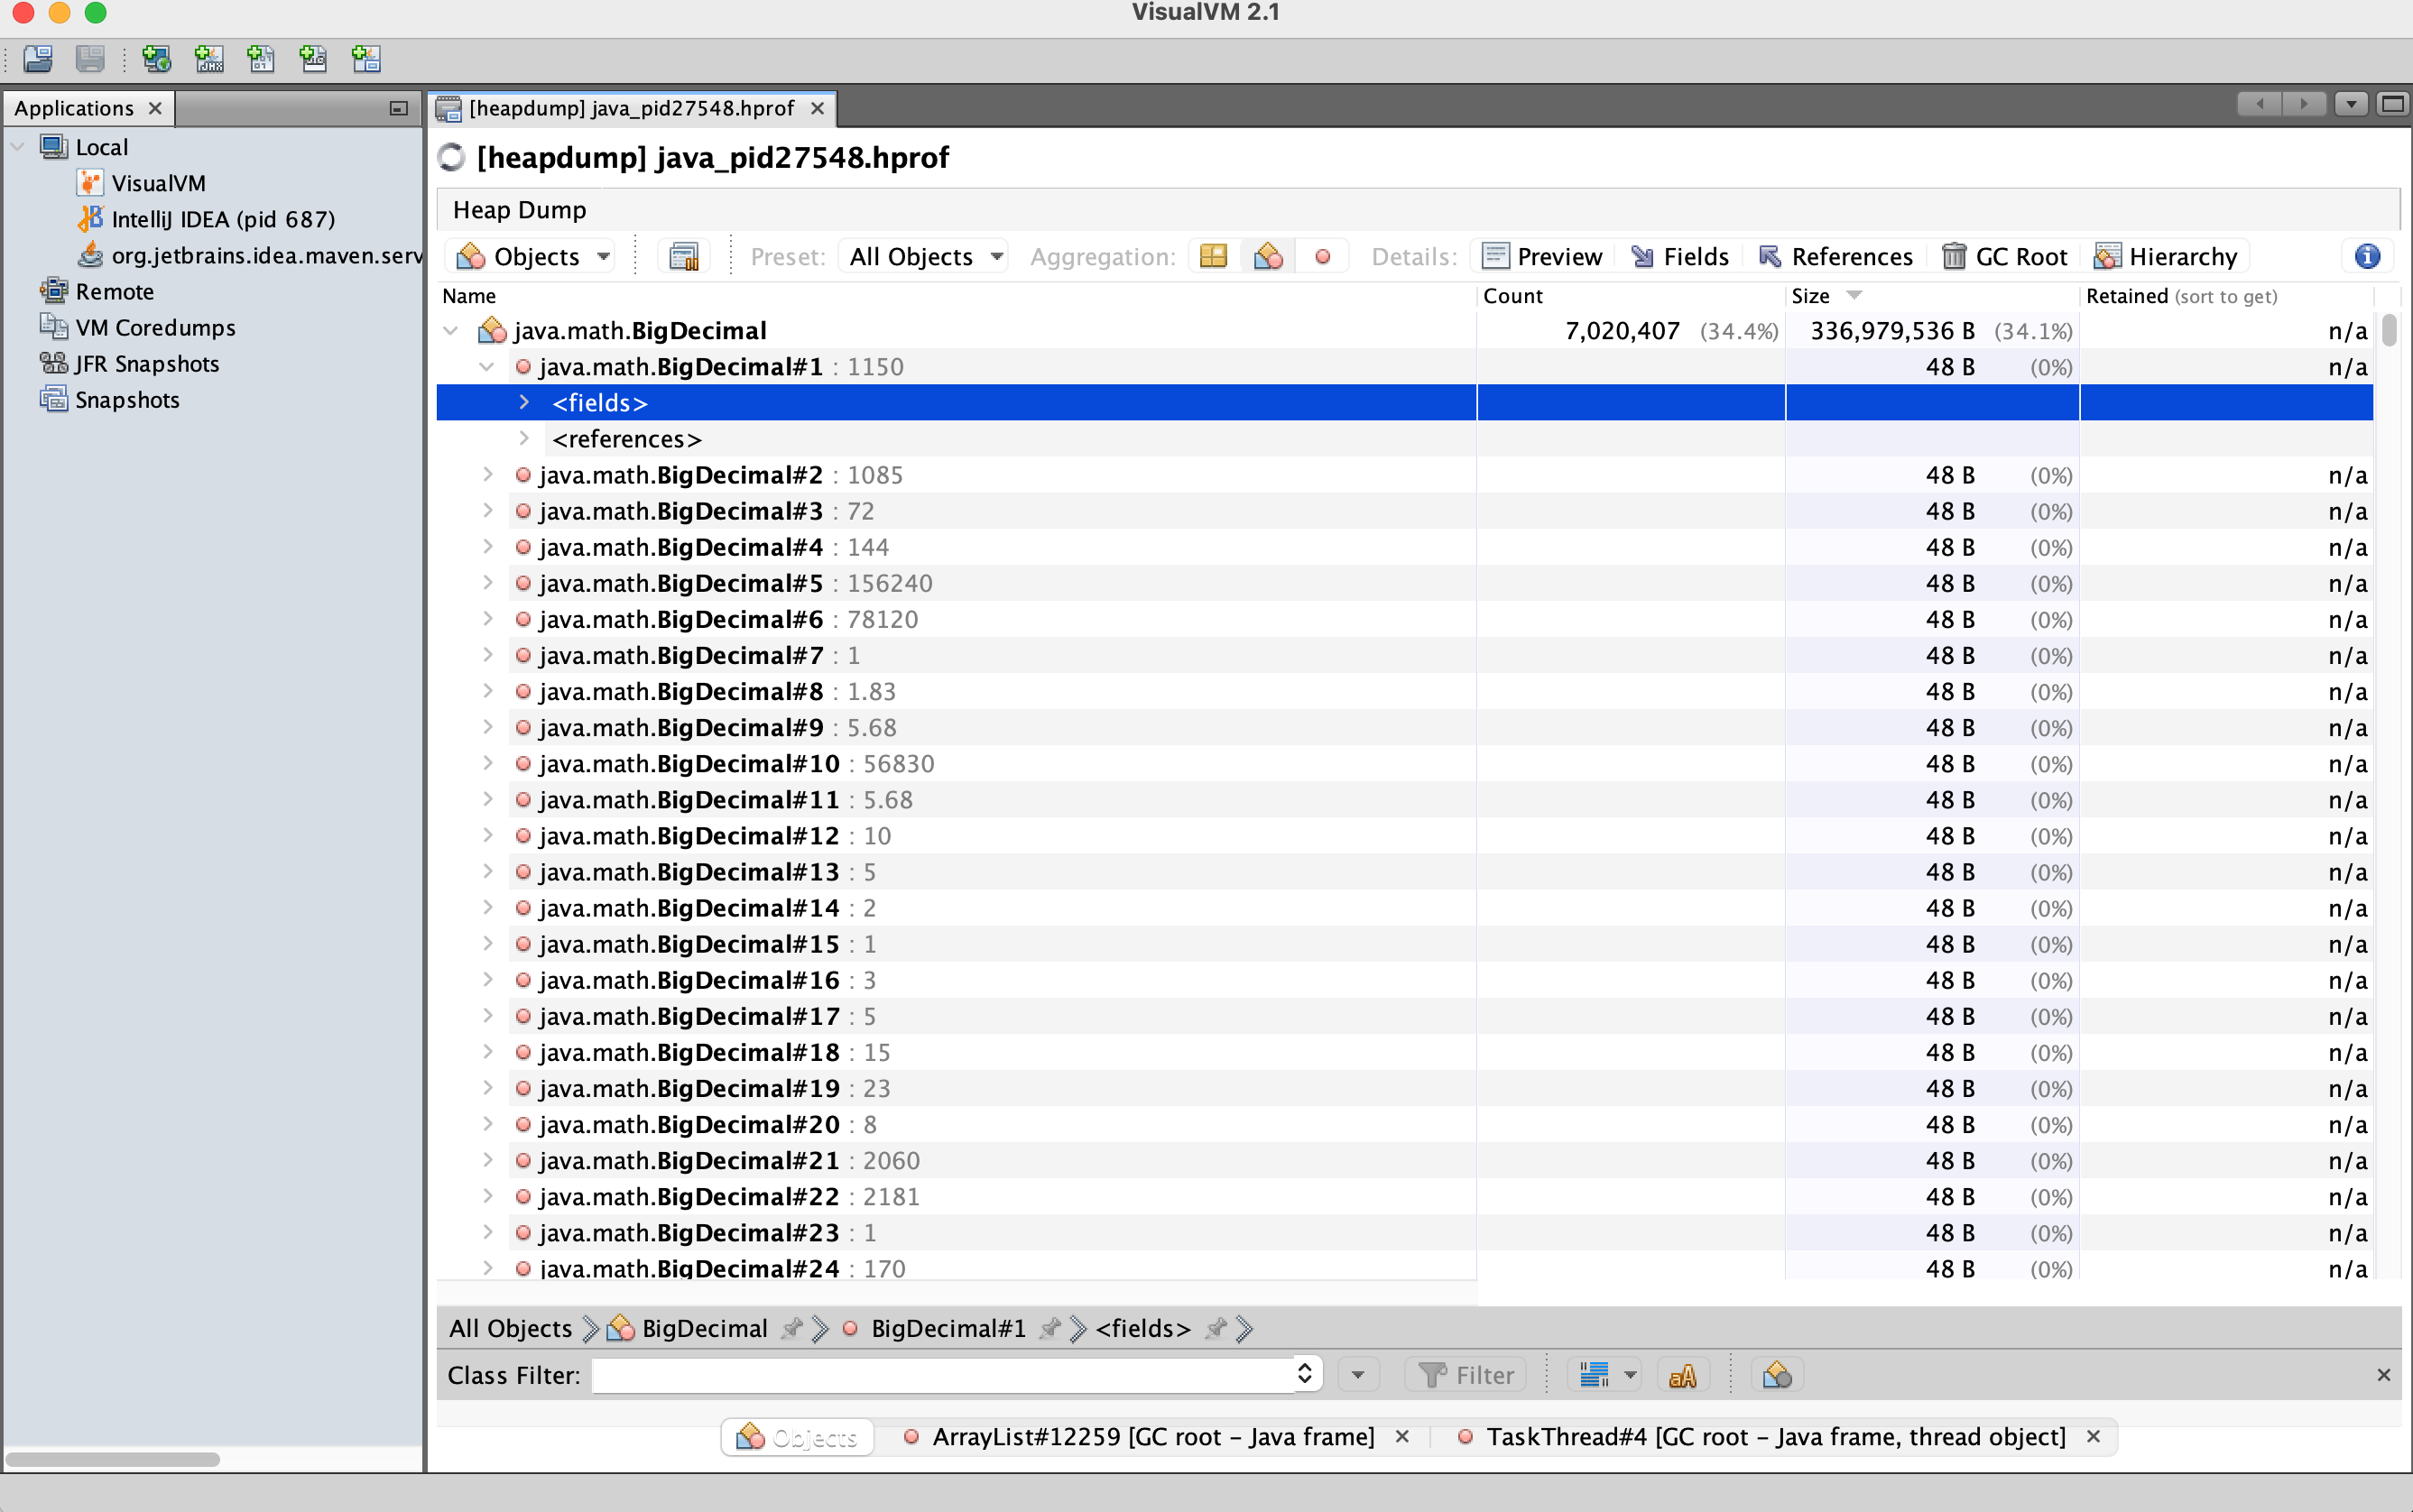 VisualVM 2.1
Applications
[heapdump] java_pid27548.hprof
Local
VisualVM
IntelliJ IDEA (pid 687)
org.jetbrains.idea.maven.serv
Remote
VM Coredumps
JFR Snapshots
Snapshots
[heapdump] java_pid27548.hprof
Heap Dump
Objects Preset: All Objects Aggregation: Details: Preview Fields References GC Root Hierarchy
Name Count Size Retained (sort to get)
java.math.BigDecimal 7,020,407 (34.4%) 336,979,536 B (34.1%) n/a
java.math.BigDecimal#1 : 1150 48 B (0%) n/a
<fields>
<references>
java.math.BigDecimal#2 : 1085 48 B (0%) n/a
java.math.BigDecimal#3 : 72 48 B (0%) n/a
java.math.BigDecimal#4 : 144 48 B (0%) n/a
java.math.BigDecimal#5 : 156240 48 B (0%) n/a
java.math.BigDecimal#6 : 78120 48 B (0%) n/a
java.math.BigDecimal#7 : 1 48 B (0%) n/a
java.math.BigDecimal#8 : 1.83 48 B (0%) n/a
java.math.BigDecimal#9 : 5.68 48 B (0%) n/a
java.math.BigDecimal#10 : 56830 48 B (0%) n/a
java.math.BigDecimal#11 : 5.68 48 B (0%) n/a
java.math.BigDecimal#12 : 10 48 B (0%) n/a
java.math.BigDecimal#13 : 5 48 B (0%) n/a
java.math.BigDecimal#14 : 2 48 B (0%) n/a
java.math.BigDecimal#15 : 1 48 B (0%) n/a
java.math.BigDecimal#16 : 3 48 B (0%) n/a
java.math.BigDecimal#17 : 5 48 B (0%) n/a
java.math.BigDecimal#18 : 15 48 B (0%) n/a
java.math.BigDecimal#19 : 23 48 B (0%) n/a
java.math.BigDecimal#20 : 8 48 B (0%) n/a
java.math.BigDecimal#21 : 2060 48 B (0%) n/a
java.math.BigDecimal#22 : 2181 48 B (0%) n/a
java.math.BigDecimal#23 : 1 48 B (0%) n/a
java.math.BigDecimal#24 : 170 48 B (0%) n/a
All Objects BigDecimal BigDecimal#1 <fields>
Class Filter: Filter
Objects ArrayList#12259 [GC root – Java frame] TaskThread#4 [GC root – Java frame, thread object]